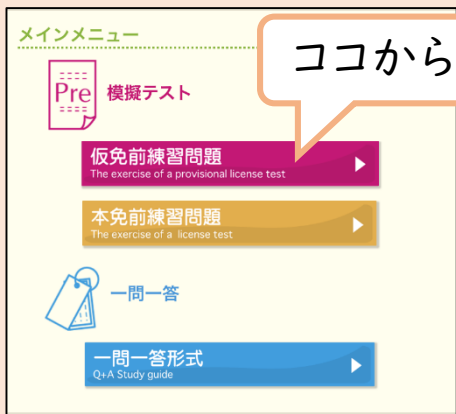 メインメニュー
ココから
Pre
模擬テスト
仮免前練習問題
The exercise of a provisional license test
本免前練習問題
The exercise of a license test
一問一答
一問一答形式
Q+A Study guide